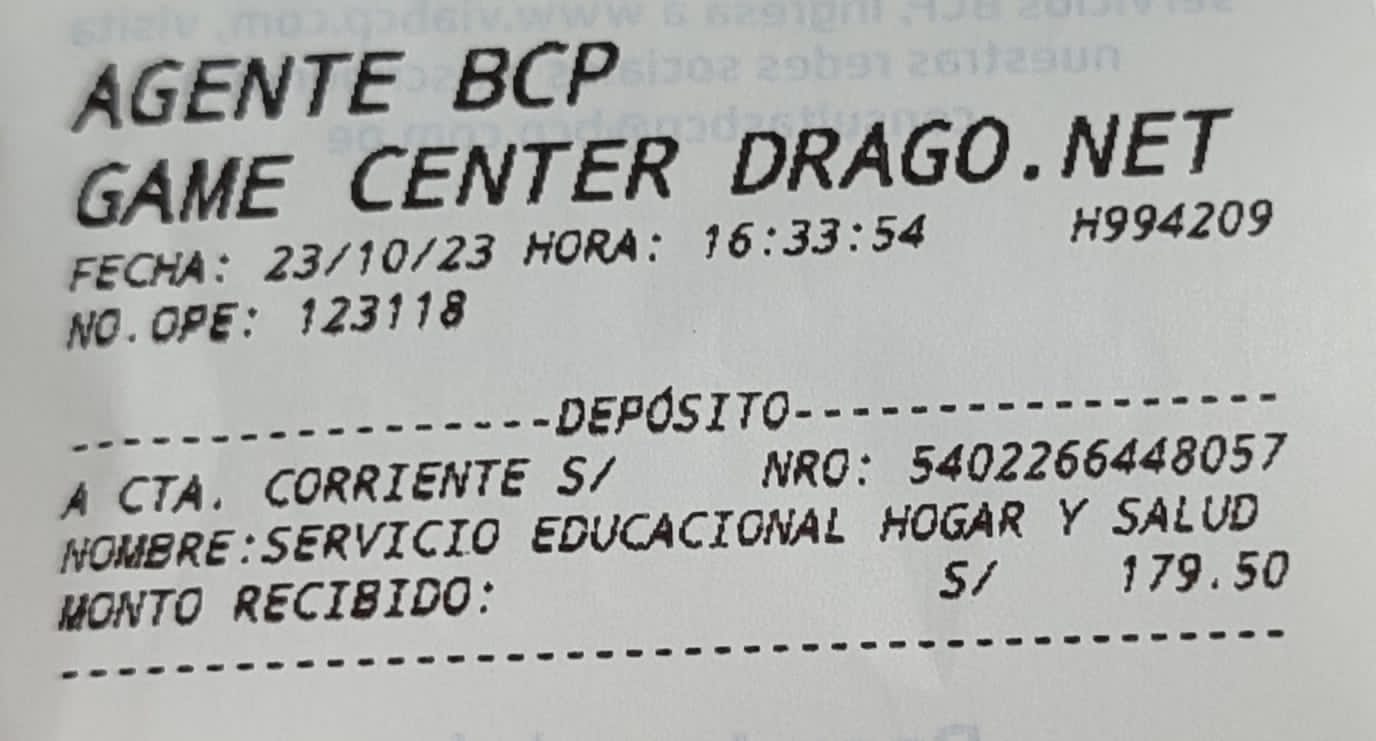 AGENTE BCP
GAME CENTER DRAGO.NET
FECHA: 23/10/23 HORA: 16:33:54 H994209
NO.OPE: 123118
-----------------DEPÓSITO-----------------
A CTA. CORRIENTE S/ NRO: 5402266448057
NOMBRE:SERVICIO EDUCACIONAL HOGAR Y SALUD
MONTO RECIBIDO: S/ 179.50
------------------------------------------